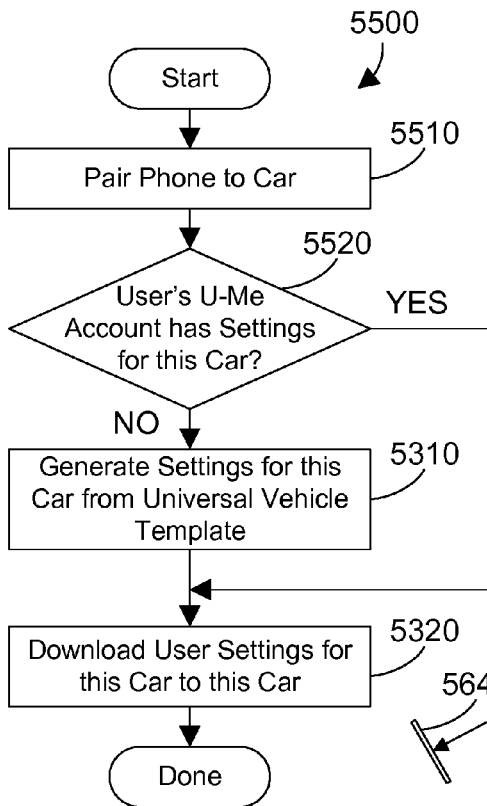 5500
Start
5510
Pair Phone to Car
5520
User's U-Me
Account has Settings
for this Car?
YES
NO
5310
Generate Settings for this
Car from Universal Vehicle
Template
5320
Download User Settings for
this Car to this Car
564
Done